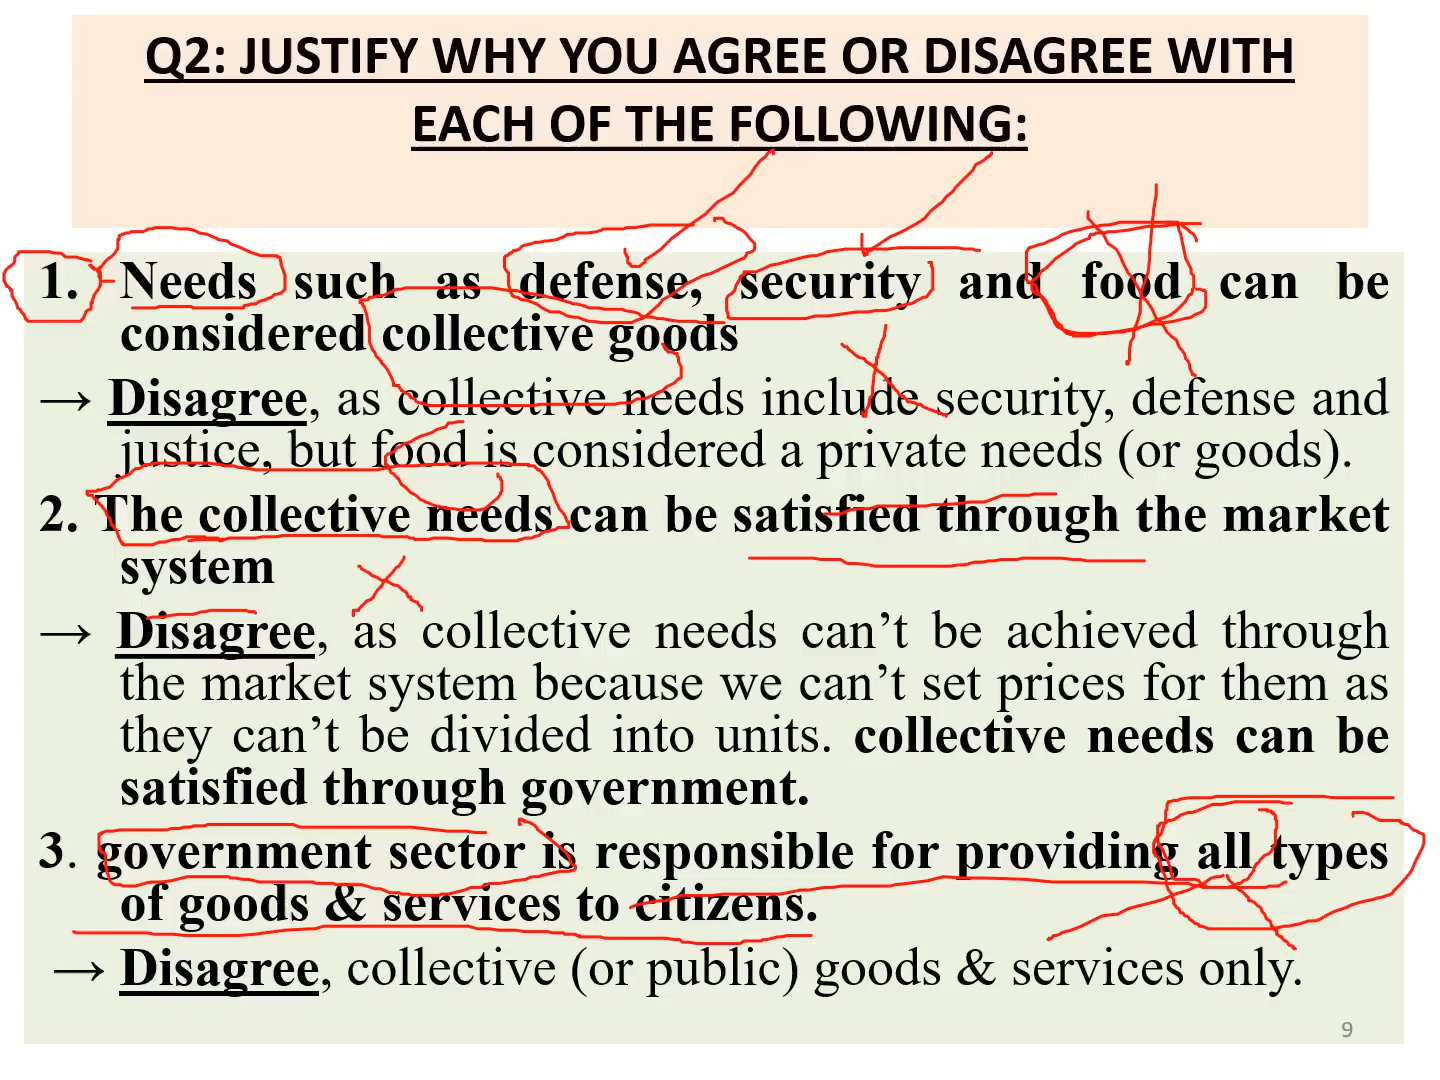 Q2: JUSTIFY WHY YOU AGREE OR DISAGREE WITH
EACH OF THE FOLLOWING:
1. Needs such as defense, security and food can be
considered collective goods
→ Disagree, as collective needs include security, defense and
justice, but food is considered a private needs (or goods).
2. The collective needs can be satisfied through the market
system
→ Disagree, as collective needs can’t be achieved through
the market system because we can’t set prices for them as
they can’t be divided into units. collective needs can be
satisfied through government.
3. government sector is responsible for providing all types
of goods & services to citizens.
→ Disagree, collective (or public) goods & services only.
9